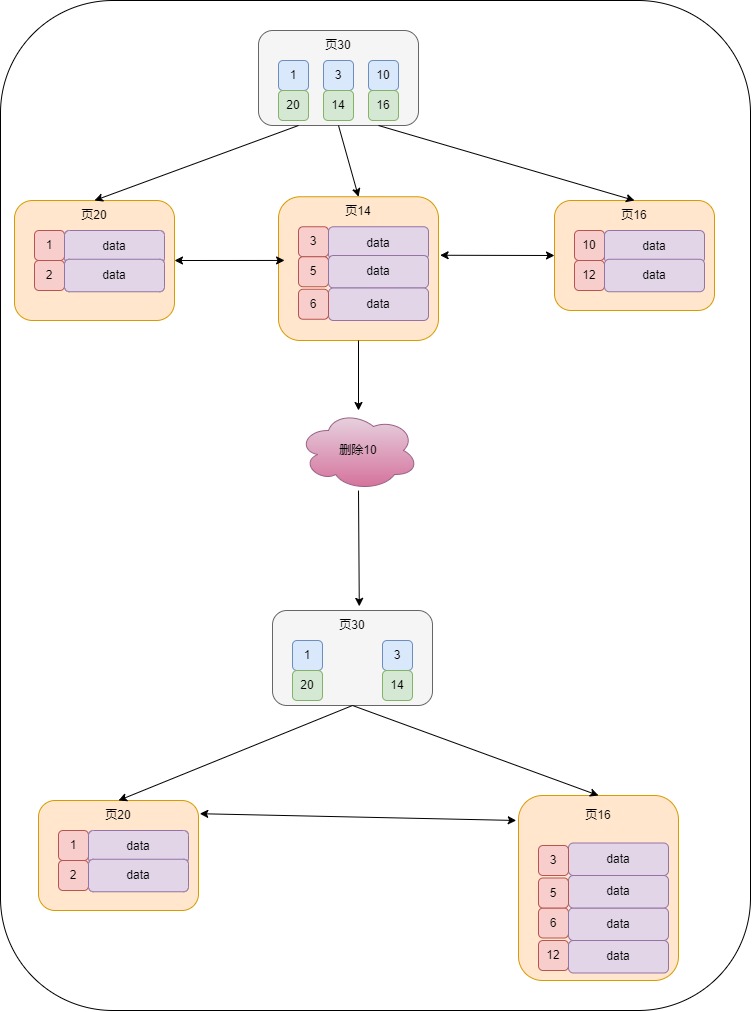 页30
1 3 10
20 14 16
页20
1 data
2 data
页14
3 data
5 data
6 data
页16
10 data
12 data
删除10
页30
1 3
20 14
页20
1 data
2 data
页16
3 data
5 data
6 data
12 data